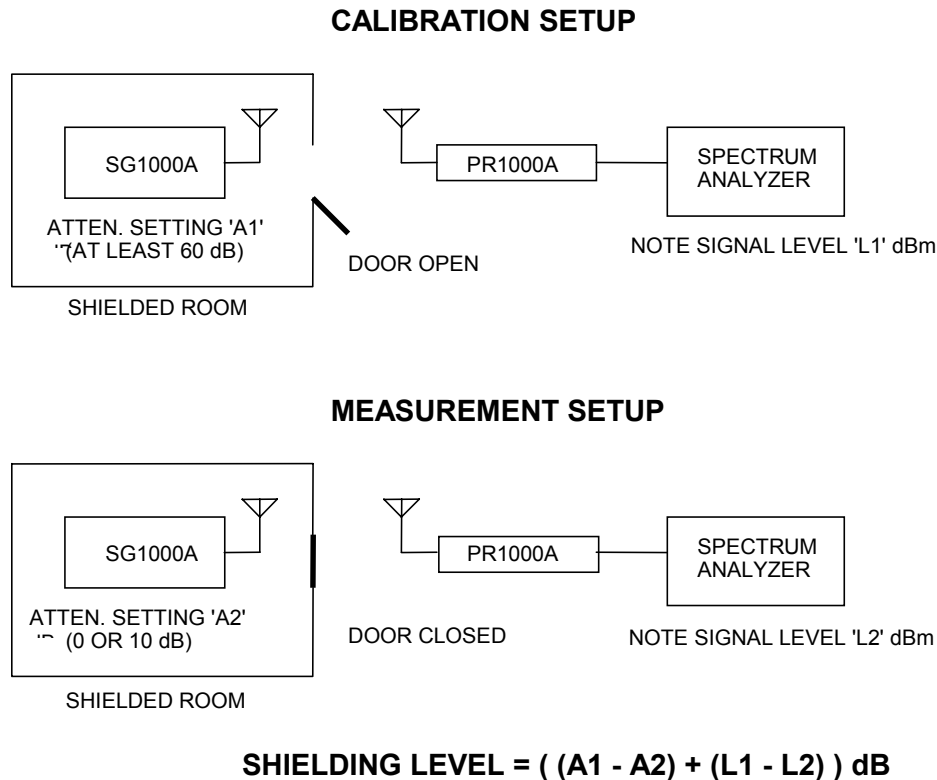 CALIBRATION SETUP
SG1000A
PR1000A
SPECTRUM
ANALYZER
ATTEN. SETTING 'A1'
(AT LEAST 60 dB)
DOOR OPEN
NOTE SIGNAL LEVEL 'L1' dBm
SHIELDED ROOM
MEASUREMENT SETUP
SG1000A
PR1000A
SPECTRUM
ANALYZER
ATTEN. SETTING 'A2'
(0 OR 10 dB)
DOOR CLOSED
NOTE SIGNAL LEVEL 'L2' dBm
SHIELDED ROOM
SHIELDING LEVEL = ( (A1 - A2) + (L1 - L2) ) dB